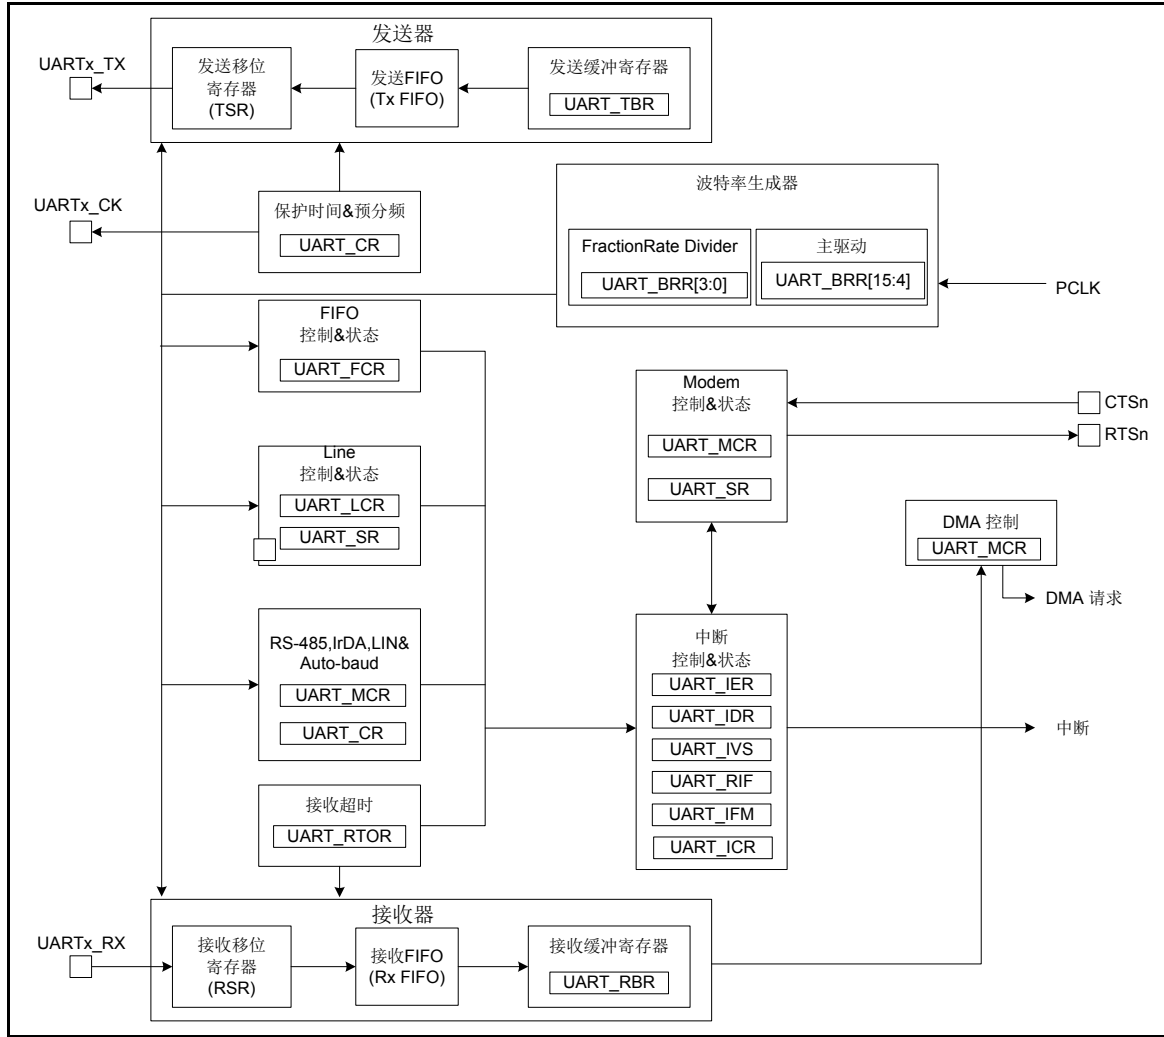 发送器
UARTx_TX
发送移位
寄存器
(TSR)
发送FIFO
(Tx FIFO)
发送缓冲寄存器
UART_TBR
UARTx_CK
保护时间&预分频
UART_CR
波特率生成器
FractionRate Divider
UART_BRR[3:0]
主驱动
UART_BRR[15:4]
PCLK
FIFO
控制&状态
UART_FCR
Modem
控制&状态
UART_MCR
UART_SR
CTSn
RTSn
Line
控制&状态
UART_LCR
UART_SR
DMA 控制
UART_MCR
DMA 请求
RS-485,IrDA,LIN&
Auto-baud
UART_MCR
UART_CR
中断
控制&状态
UART_IER
UART_IDR
UART_IVS
UART_RIF
UART_IFM
UART_ICR
中断
接收超时
UART_RTOR
接收器
UARTx_RX
接收移位
寄存器
(RSR)
接收FIFO
(Rx FIFO)
接收缓冲寄存器
UART_RBR